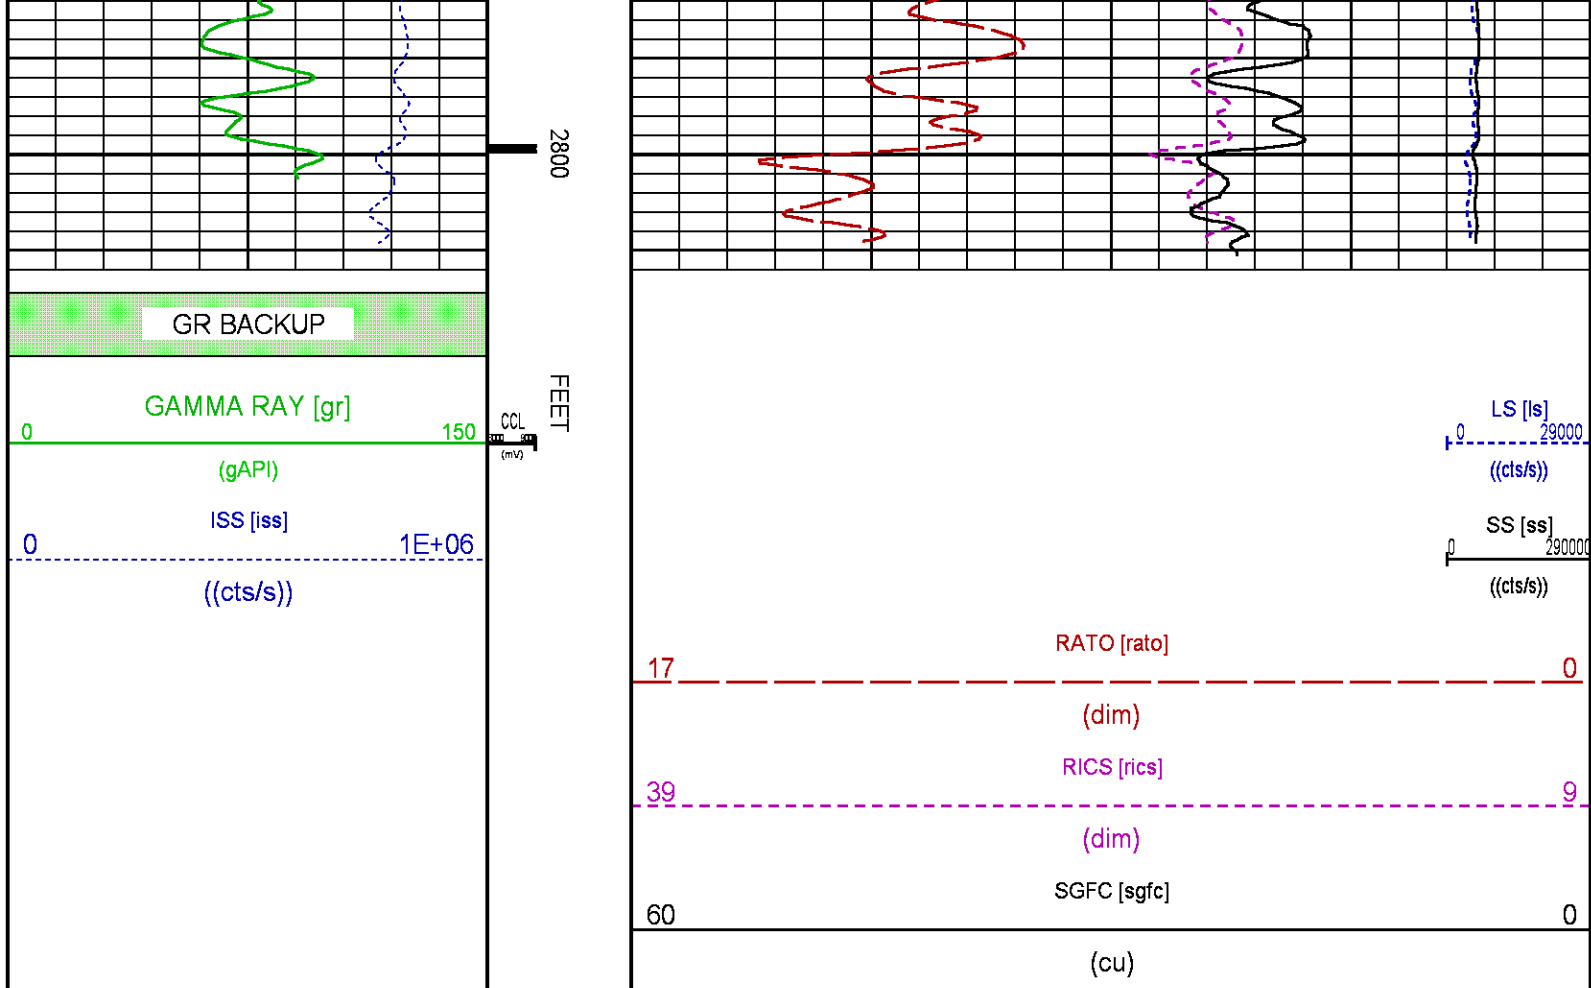 2800
GR BACKUP
FEET
GAMMA RAY [gr]
0 150
(gAPI)
CCL
(mV)
ISS [iss]
0 1E+06
((cts/s))
LS [ls]
0 29000
((cts/s))
SS [ss]
0 290000
((cts/s))
RATO [rato]
17 0
(dim)
RICS [rics]
39 9
(dim)
SGFC [sgfc]
60 0
(cu)